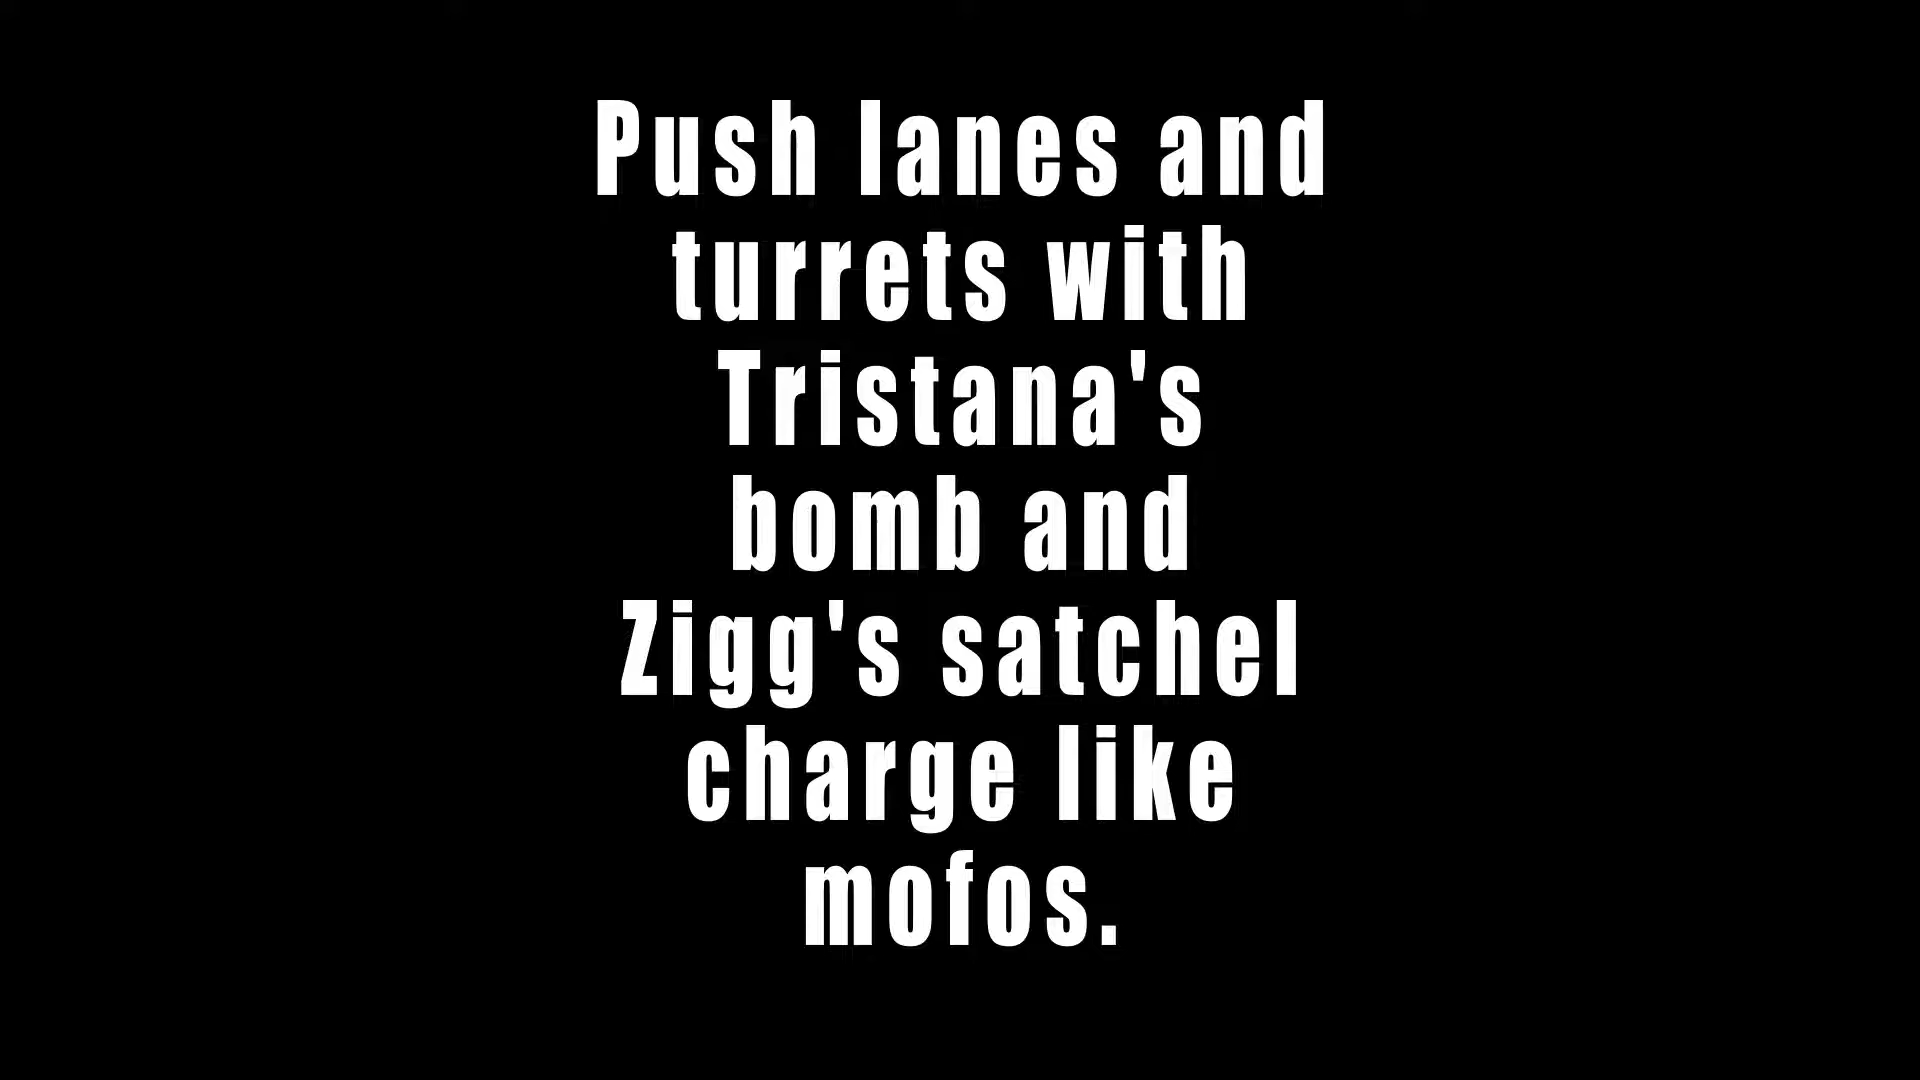 Push lanes and
turrets with
Tristana's
bomb and
Zigg's satchel
charge like
mofos.